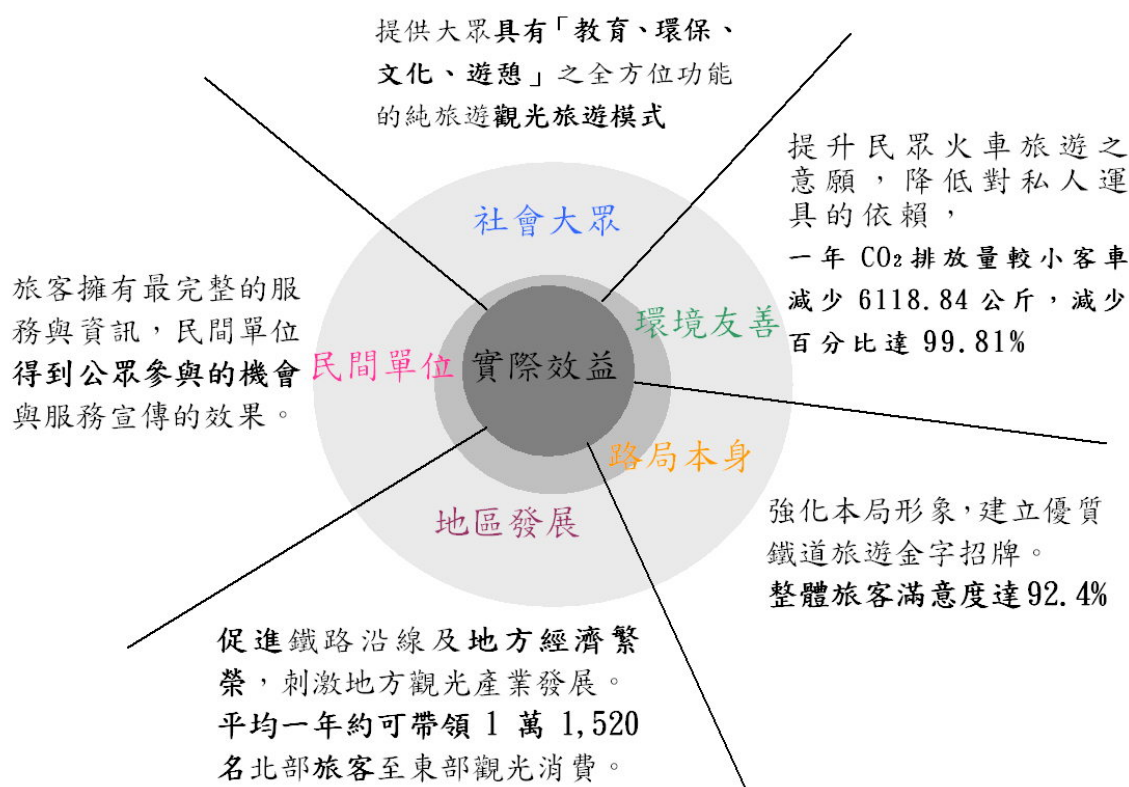 提供大眾具有「教育、環保、
文化、遊憩」之全方位功能
的純旅遊觀光旅遊模式
社會大眾
提升民眾火車旅遊之
意願，降低對私人運
具的依賴，
一年 CO₂排放量較小客車
減少 6118.84 公斤，減少
百分比達 99.81%
環境友善
旅客擁有最完整的服
務與資訊，民間單位
得到公眾參與的機會
與服務宣傳的效果。
民間單位
實際效益
路局本身
強化本局形象，建立優質
鐵道旅遊金字招牌。
整體旅客滿意度達92.4%
地區發展
促進鐵路沿線及地方經濟繁
榮，刺激地方觀光產業發展。
平均一年約可帶領 1 萬 1,520
名北部旅客至東部觀光消費。